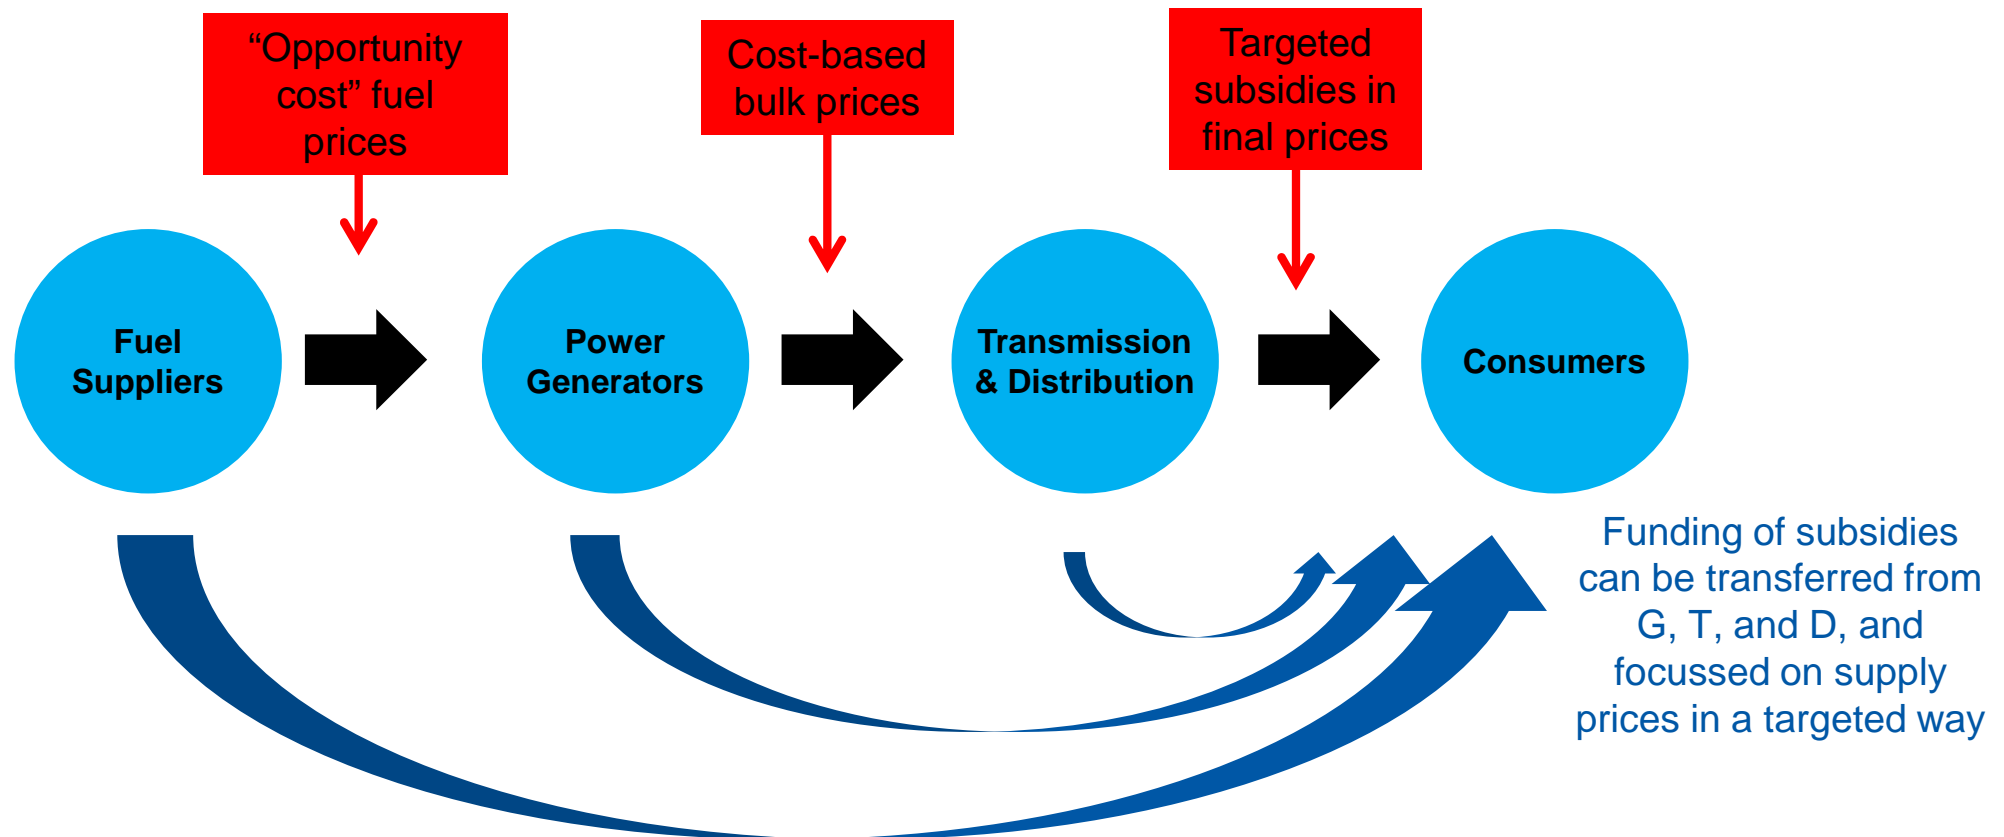 “Opportunity
cost” fuel
prices
Cost-based
bulk prices
Targeted
subsidies in
final prices
Fuel
Suppliers
Power
Generators
Transmission
& Distribution
Consumers
Funding of subsidies
can be transferred from
G, T, and D, and
focussed on supply
prices in a targeted way